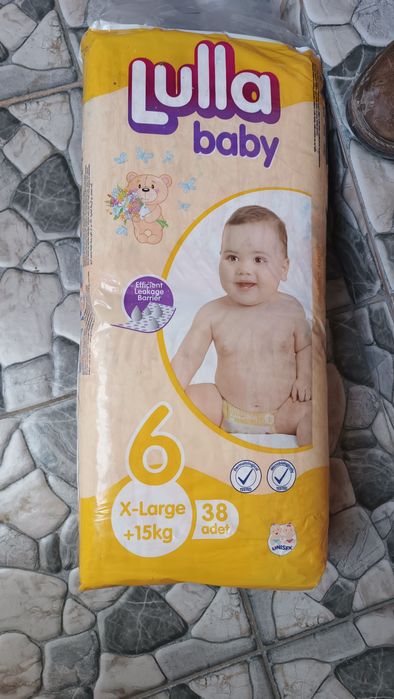 Lulla
baby
Efficient
Leakage
Barrier
6
X-Large
+15kg
38
adet
UNISEX